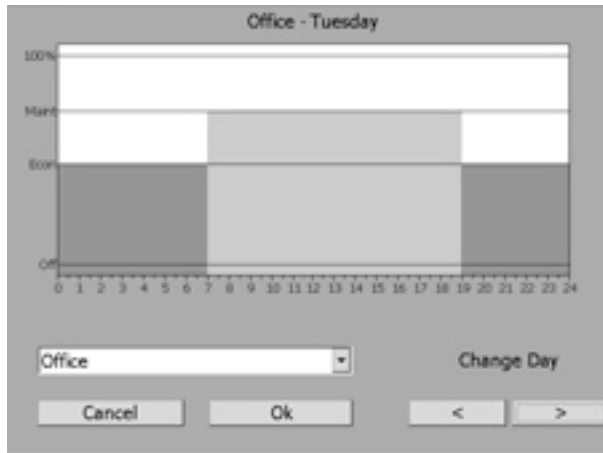 Office - Tuesday
100%
Maint
Econ
Off
0 1 2 3 4 5 6 7 8 9 10 11 12 13 14 15 16 17 18 19 20 21 22 23 24
Office
Change Day
Cancel
Ok
<
>